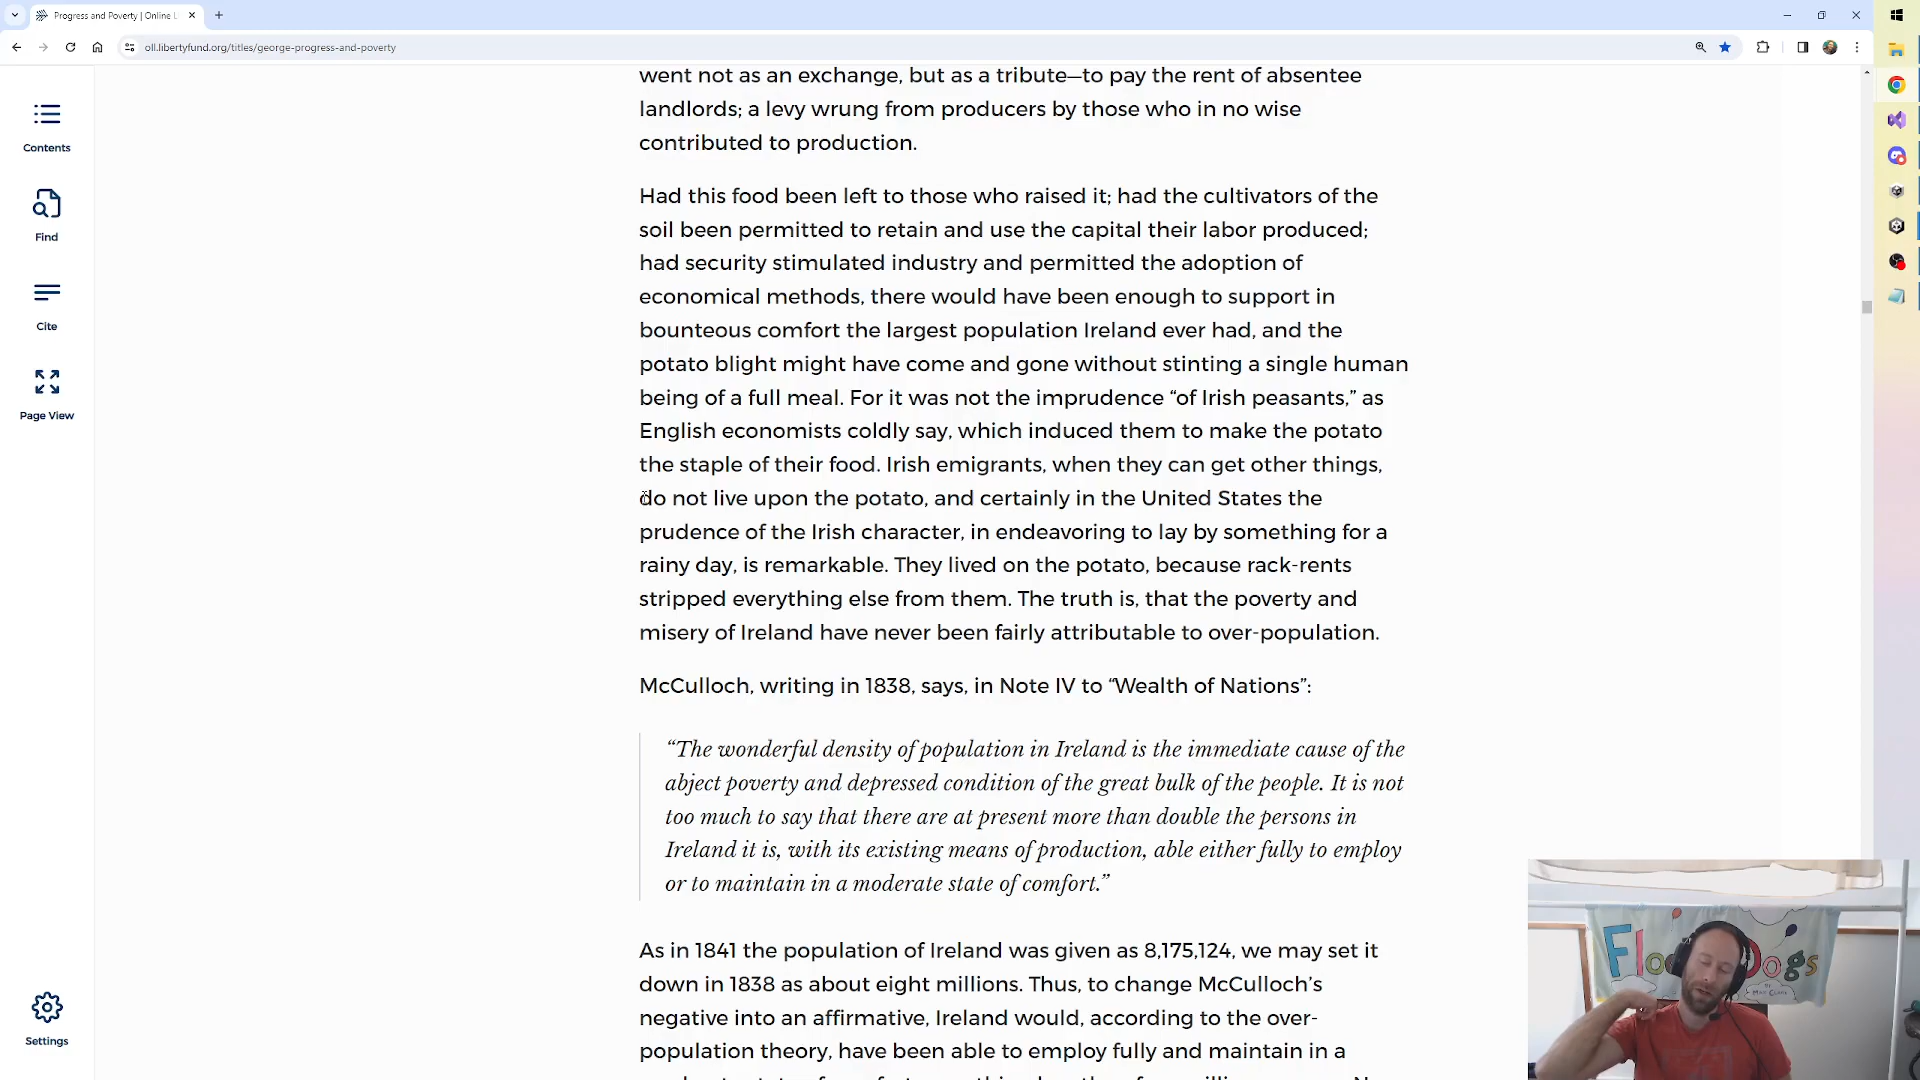 Progress and Poverty | Online L
oll.libertyfund.org/titles/george-progress-and-poverty
Contents
Find
Cite
Page View
Settings
went not as an exchange, but as a tribute—to pay the rent of absentee
landlords; a levy wrung from producers by those who in no wise
contributed to production.
Had this food been left to those who raised it; had the cultivators of the
soil been permitted to retain and use the capital their labor produced;
had security stimulated industry and permitted the adoption of
economical methods, there would have been enough to support in
bounteous comfort the largest population Ireland ever had, and the
potato blight might have come and gone without stinting a single human
being of a full meal. For it was not the imprudence “of Irish peasants,” as
English economists coldly say, which induced them to make the potato
the staple of their food. Irish emigrants, when they can get other things,
do not live upon the potato, and certainly in the United States the
prudence of the Irish character, in endeavoring to lay by something for a
rainy day, is remarkable. They lived on the potato, because rack-rents
stripped everything else from them. The truth is, that the poverty and
misery of Ireland have never been fairly attributable to over-population.
McCulloch, writing in 1838, says, in Note IV to “Wealth of Nations”:
“The wonderful density of population in Ireland is the immediate cause of the
abject poverty and depressed condition of the great bulk of the people. It is not
too much to say that there are at present more than double the persons in
Ireland it is, with its existing means of production, able either fully to employ
or to maintain in a moderate state of comfort.”
As in 1841 the population of Ireland was given as 8,175,124, we may set it
down in 1838 as about eight millions. Thus, to change McCulloch’s
negative into an affirmative, Ireland would, according to the over-
population theory, have been able to employ fully and maintain in a